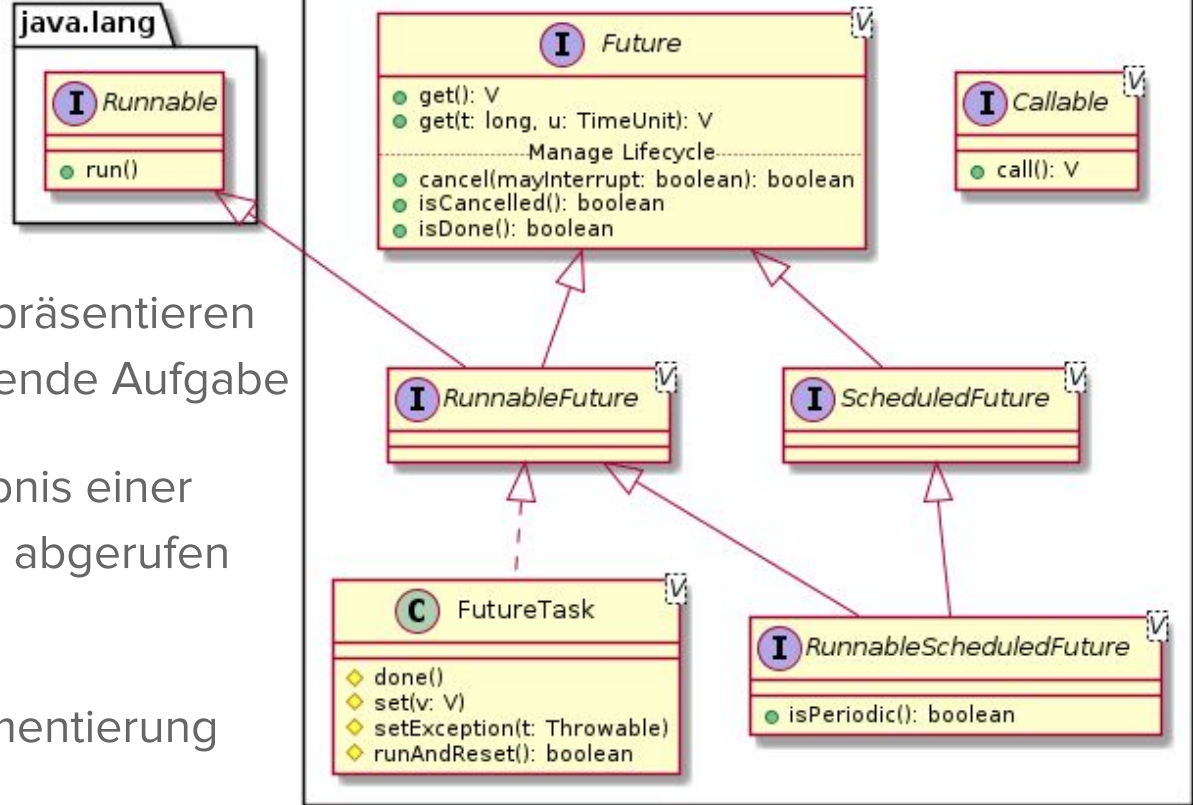 java.lang
I Runnable
run()
V
I Future
get(): V
get(t: long, u: TimeUnit): V
Manage Lifecycle
cancel(mayInterrupt: boolean): boolean
isCancelled(): boolean
isDone(): boolean
V
I Callable
call(): V
präsentieren
ende Aufgabe
V
I RunnableFuture
V
I ScheduledFuture
nis einer
abgerufen
V
C FutureTask
done()
set(v: V)
setException(t: Throwable)
runAndReset(): boolean
V
I RunnableScheduledFuture
isPeriodic(): boolean
mentierung